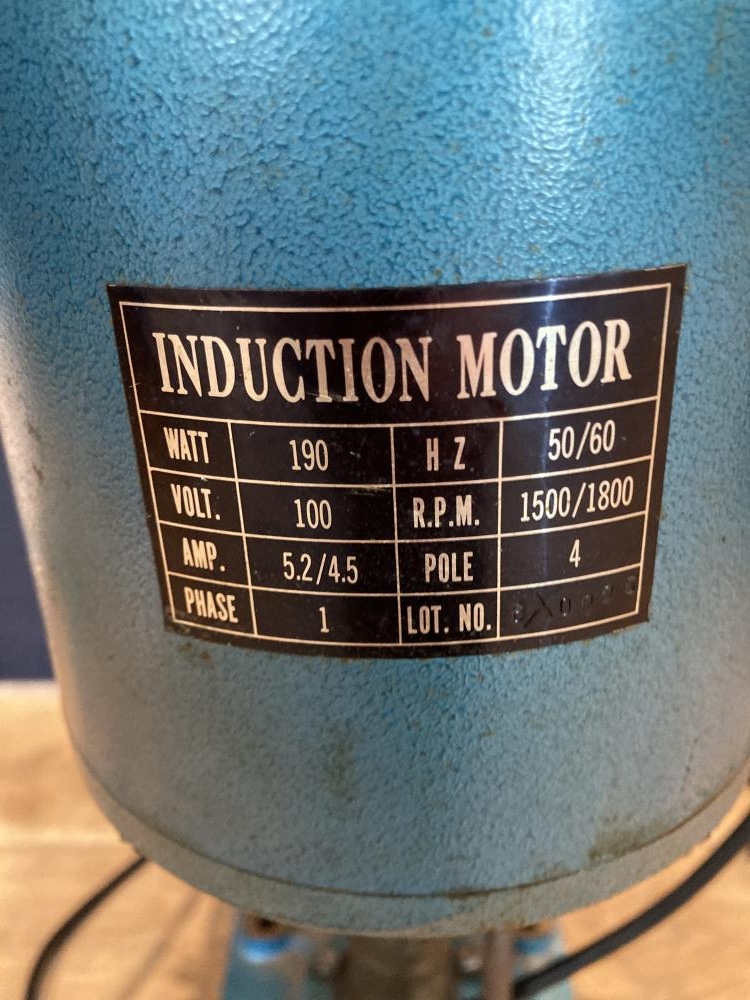 INDUCTION MOTOR
WATT 190 H Z 50/60
VOLT. 100 R.P.M. 1500/1800
AMP. 5.2/4.5 POLE 4
PHASE 1 LOT. NO.